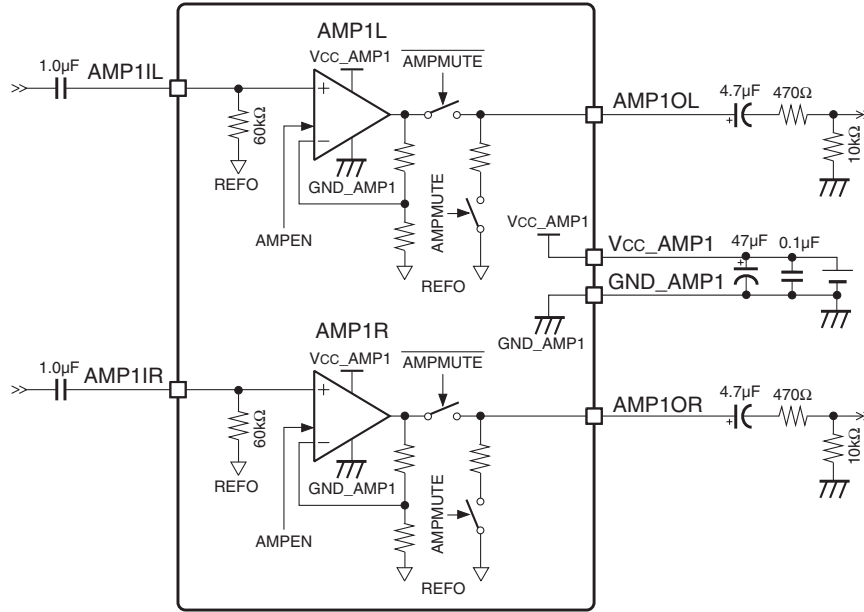 AMP1L
VCC_AMP1
AMPMUTE
1.0μF
AMP1IL
+
60kΩ
REFO
−
GND_AMP1
AMPEN
AMPMUTE
REFO
AMP1OL
4.7μF
+
470Ω
10kΩ
VCC_AMP1
VCC_AMP1
47μF
+
0.1μF
GND_AMP1
GND_AMP1
AMP1R
VCC_AMP1
AMPMUTE
1.0μF
AMP1IR
+
60kΩ
REFO
−
GND_AMP1
AMPEN
AMPMUTE
REFO
AMP1OR
4.7μF
+
470Ω
10kΩ